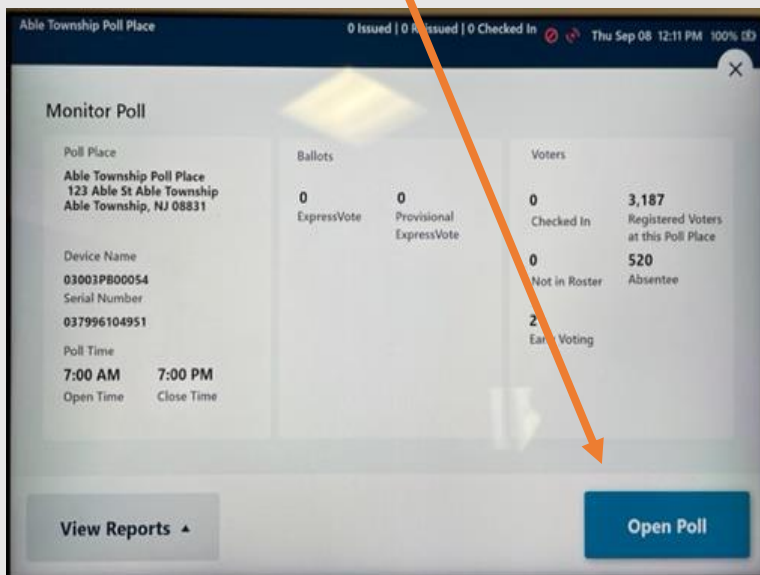 Able Township Poll Place 0 Issued | 0 Reissued | 0 Checked In Thu Sep 08 12:11 PM 100%
Monitor Poll
Poll Place
Able Township Poll Place
123 Able St Able Township
Able Township, NJ 08831
Device Name
03003PB00054
Serial Number
037996104951
Poll Time
7:00 AM 7:00 PM
Open Time Close Time
Ballots
0 0
ExpressVote Provisional
ExpressVote
Voters
0 3,187
Checked In Registered Voters
at this Poll Place
0 520
Not in Roster Absentee
2
Early Voting
View Reports
Open Poll